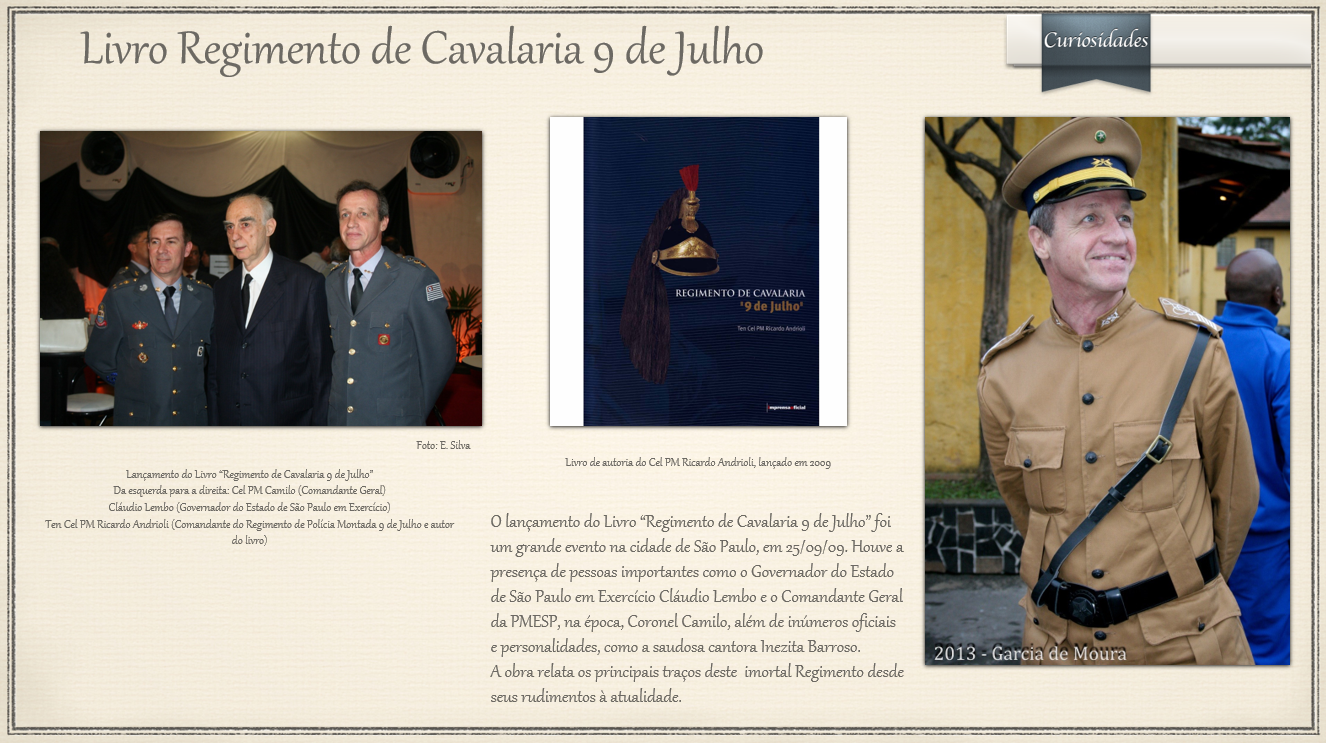 Livro Regimento de Cavalaria 9 de Julho
Curiosidades
REGIMENTO DE CAVALARIA
"9 de Julho"
Ten Cel PM Ricardo Andrioli
imprensaoficial
2013 - Garcia de Moura
Foto: E. Silva
Lançamento do Livro “Regimento de Cavalaria 9 de Julho”
Da esquerda para a direita: Cel PM Camilo (Comandante Geral)
Cláudio Lembo (Governador do Estado de São Paulo em Exercício)
Ten Cel PM Ricardo Andrioli (Comandante do Regimento de Polícia Montada 9 de Julho e autor
do livro)
Livro de autoria do Cel PM Ricardo Andrioli, lançado em 2009
O lançamento do Livro “Regimento de Cavalaria 9 de Julho” foi
um grande evento na cidade de São Paulo, em 25/09/09. Houve a
presença de pessoas importantes como o Governador do Estado
de São Paulo em Exercício Cláudio Lembo e o Comandante Geral
da PMESP, na época, Coronel Camilo, além de inúmeros oficiais
e personalidades, como a saudosa cantora Inezita Barroso.
A obra relata os principais traços deste imortal Regimento desde
seus rudimentos à atualidade.